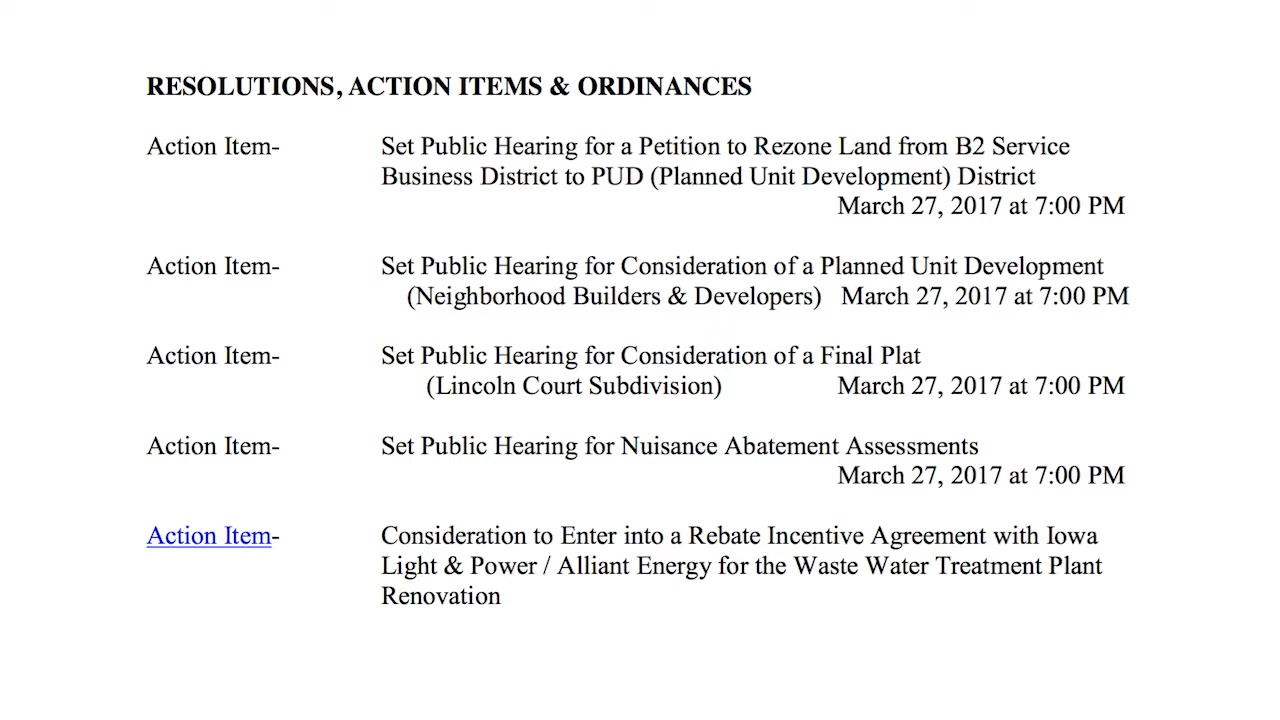 RESOLUTIONS, ACTION ITEMS & ORDINANCES
Action Item- Set Public Hearing for a Petition to Rezone Land from B2 Service
Business District to PUD (Planned Unit Development) District
March 27, 2017 at 7:00 PM
Action Item- Set Public Hearing for Consideration of a Planned Unit Development
(Neighborhood Builders & Developers) March 27, 2017 at 7:00 PM
Action Item- Set Public Hearing for Consideration of a Final Plat
(Lincoln Court Subdivision) March 27, 2017 at 7:00 PM
Action Item- Set Public Hearing for Nuisance Abatement Assessments
March 27, 2017 at 7:00 PM
Action Item- Consideration to Enter into a Rebate Incentive Agreement with Iowa
Light & Power / Alliant Energy for the Waste Water Treatment Plant
Renovation